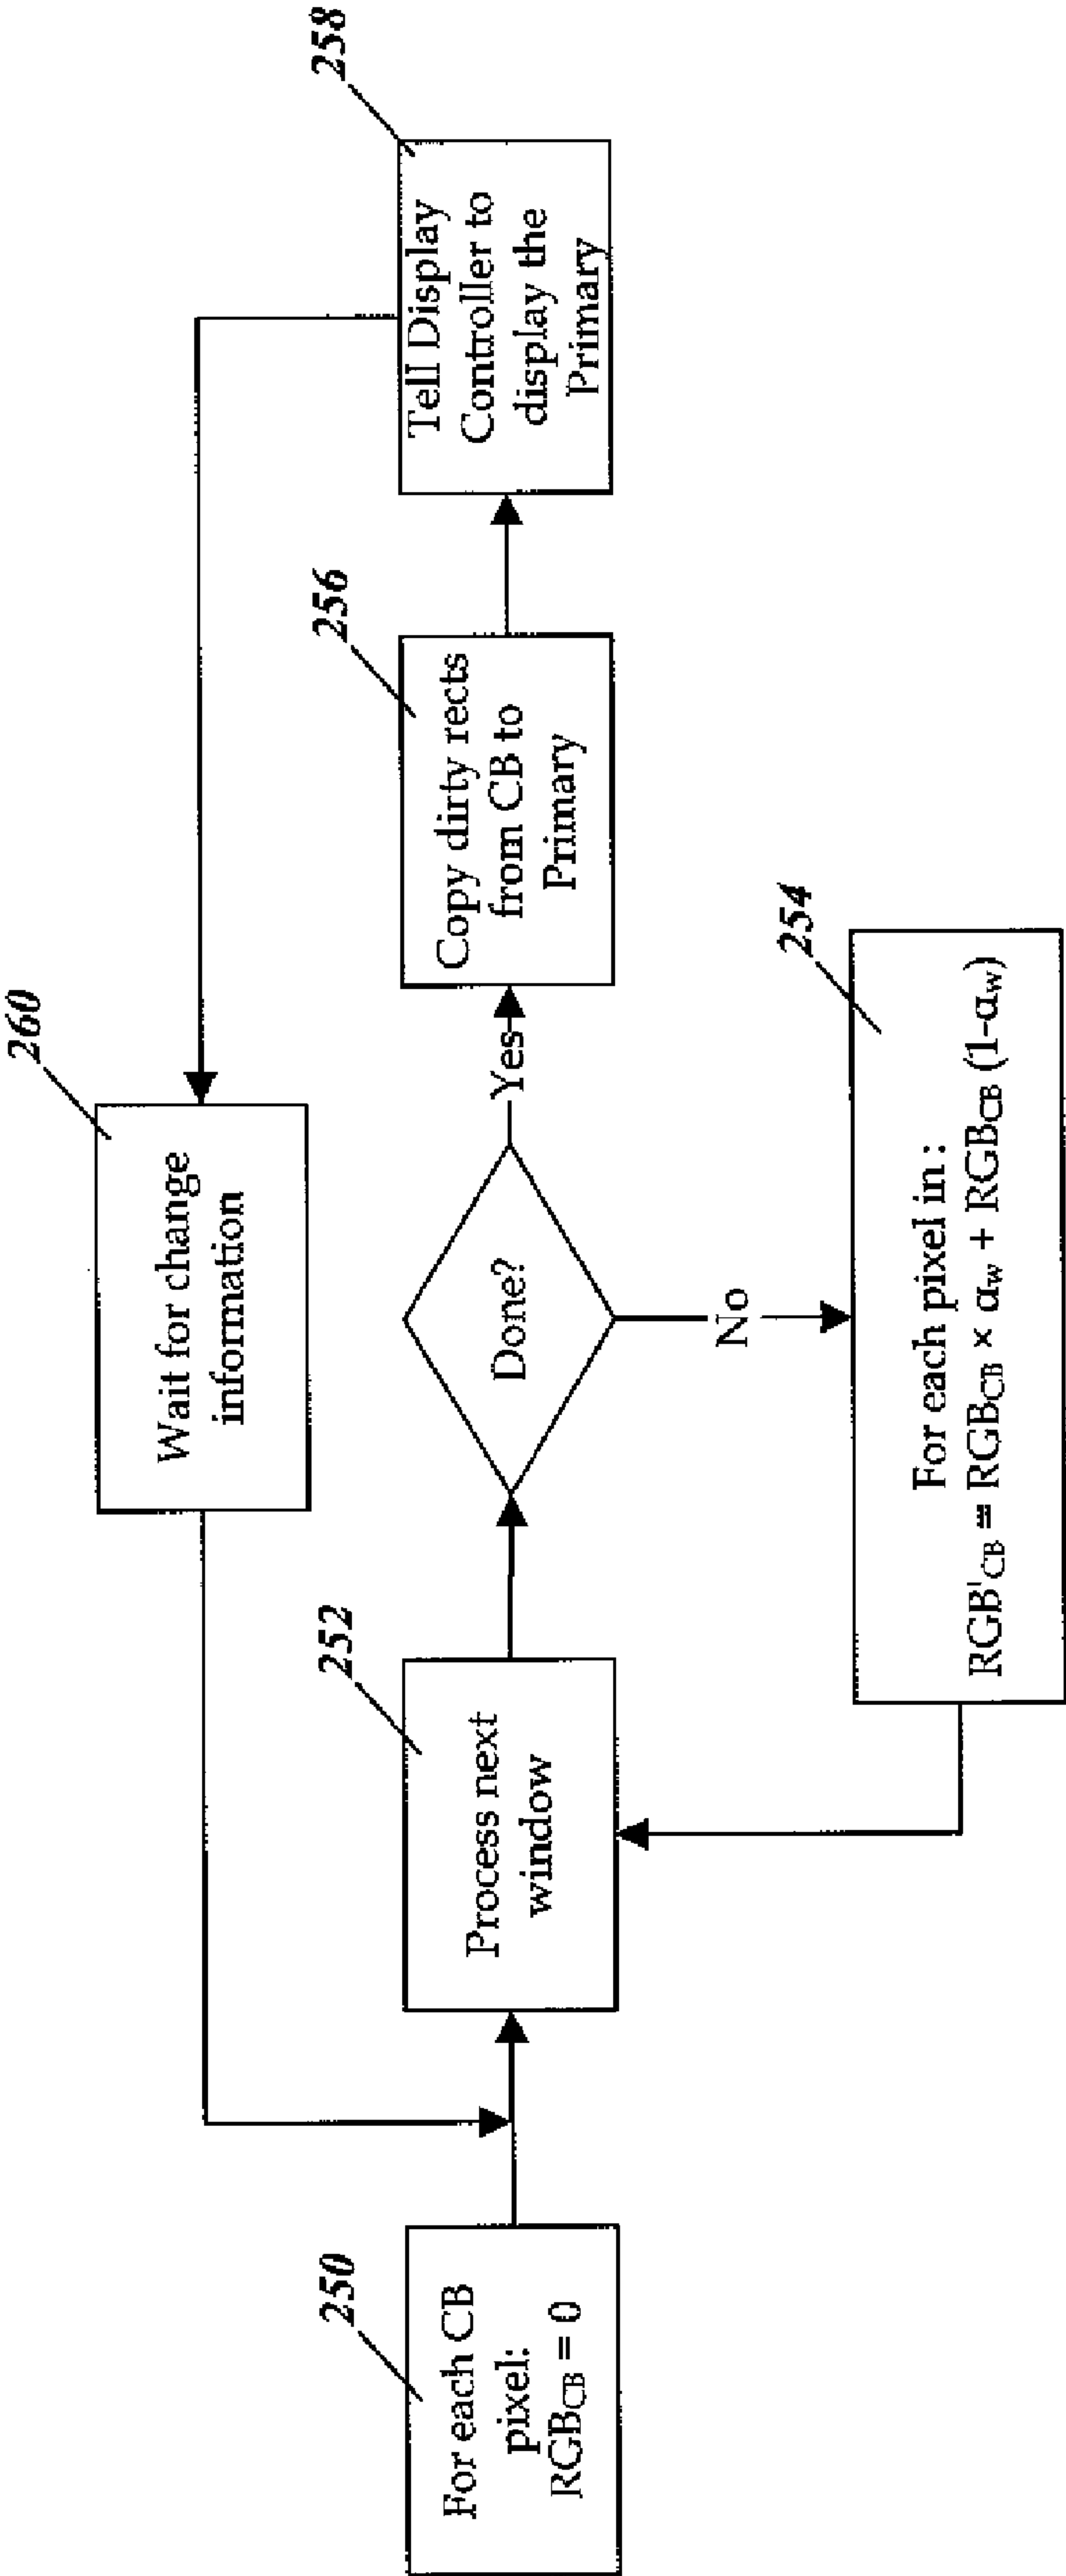 250
For each CB
pixel:
RGBCB = 0
252
Process next
window
Done?
Yes
No
254
For each pixel in :
RGB'CB = RGBCB × αw + RGBCB (1-αw)
256
Copy dirty rects
from CB to
Primary
258
Tell Display
Controller to
display the
Primary
260
Wait for change
information